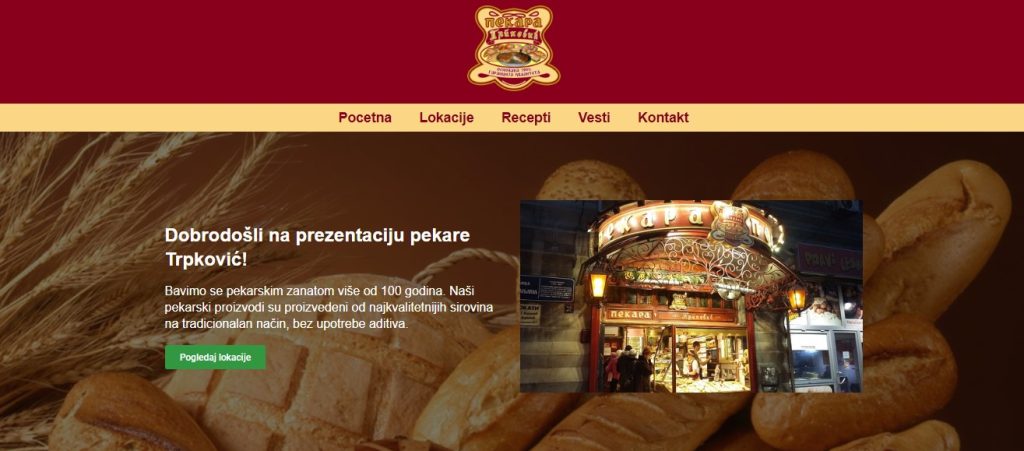 ПЕКАРА
Трпковић
Pocetna Lokacije Recepti Vesti Kontakt
Dobrodošli na prezentaciju pekare
Trpković!
Bavimo se pekarskim zanatom više od 100 godina. Naši
pekarski proizvodi su proizvedeni od najkvalitetnijih sirovina
na tradicionalan način, bez upotrebe aditiva.
Pogledaj lokacije
ПЕКАРА
ПЕКАРА